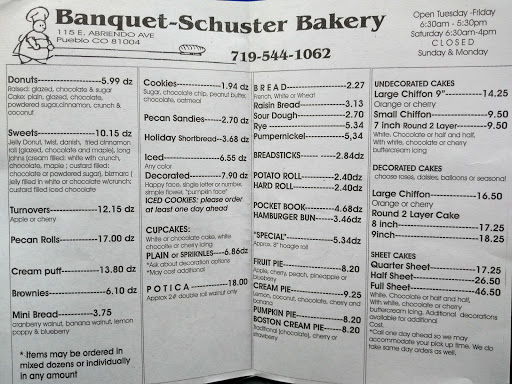 Banquet-Schuster Bakery
115 E. ABRIENDO AVE
Pueblo CO 81004
719-544-1062
Open Tuesday -Friday
6:30am - 5:30pm
Saturday 6:30am-4pm
CLOSED
Sunday & Monday
Donuts-----------5.99 dz
Raised: glazed, chocolate & sugar
Cake: plain, glazed, chocolate,
powdered sugar,cinnamon, crunch &
coconut
Sweets-----------10.15 dz
Jelly Donut, twist, danish, fried cinnamon roll
(glazed, chocolate and maple), long
johns (cream filled: white with crunch,
chocolate, maple ; custard filled:
chocolate or powdered sugar), bizmarc (
jelly filled in white or chocolate w/crunch;
custard filled iced chocolate
Turnovers--------12.15 dz
Apple or cherry
Pecan Rolls-------17.00 dz
Cream puff--------13.80 dz
Brownies----------6.10 dz
Mini Bread--------3.75
cranberry walnut, banana walnut, lemon
poppy & blueberry
* Items may be ordered in
mixed dozens or individually
in any amount
Cookies-----------1.94 dz
Sugar, chocolate chip, peanut butter,
chocolate, oatmeal
Pecan Sandies-----2.70 dz
Holiday Shortbread--3.68 dz
Iced--------------6.55 dz
Any color
Decorated---------7.90 dz
Happy face, single letter or number,
simple flower, "pumpkin face"
ICED COOKIES: please order
at least one day ahead
CUPCAKES:
White or chocolate cake, white
chocolate or cherry icing
PLAIN or SPRINKLES----6.86dz
*Ask about decoration options
*May cost additional
POTICA------------18.00
Approx 2# double roll walnut only
BREAD-------------2.27
French, White or Wheat
Raisin Bread------3.13
Sour Dough--------2.70
Rye---------------5.34
Pumpernickel------5,34
BREADSTICKS ------2.84dz
POTATO ROLL-------2.40dz
HARD ROLL---------2.40dz
POCKET BOOK-------4.68dz
HAMBURGER BUN-----3.46dz
"SPECIAL"---------5.34dz
Approx. 8" hoagie roll
FRUIT PIE---------8.20
Apple, cherry, peach, pineapple or
blueberry
CREAM PIE---------9.25
Lemon, coconut, chocolate, cherry and
banana
PUMPKIN PIE-------8.20
BOSTON CREAM PIE--8.20
Traditional (chocolate), cherry or
strawberry
UNDECORATED CAKES
Large Chiffon 9"-------14.25
Orange or cherry
Small Chiffon----------9.50
7 inch Round 2 Layer---9.50
White, Chocolate or half and half,
With white, chocolate or cherry
buttercream icing
DECORATED CAKES
choose roses, daisies, balloons or seasonal
Large Chiffon----------16.50
Orange or Cherry
Round 2 Layer Cake
8 inch-----------------17.25
9inch------------------18.25
SHEET CAKES
Quarter Sheet----------17.25
Half Sheet-------------26.50
Full Sheet-------------46.50
White, Chocolate or half and half,
With white, chocolate or cherry
buttercream icing. Additional decorations
available for additional
Cost.
*Call one day ahead so we may
accommodate your pick up time. We do
take same day orders as well.